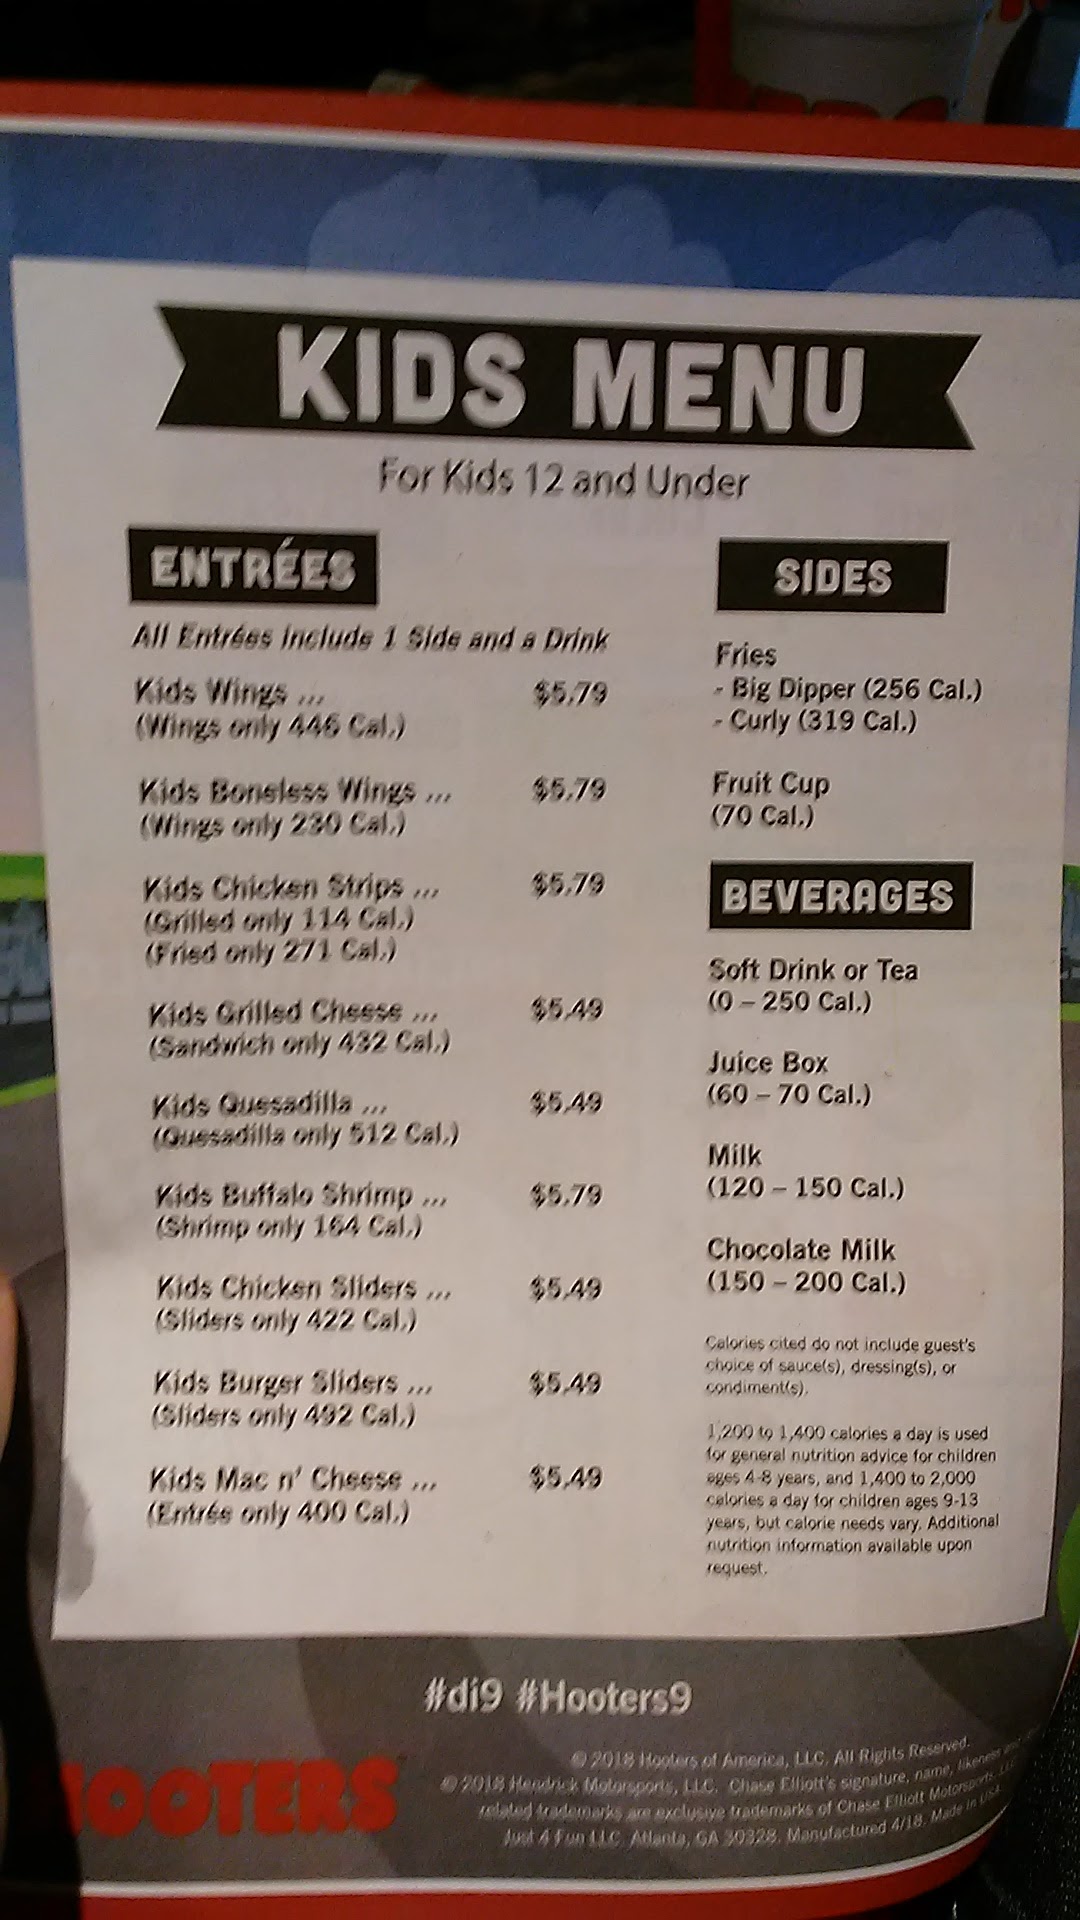 KIDS MENU
For Kids 12 and Under
ENTRÉES
All Entrées include 1 Side and a Drink
Kids Wings ... $5.79
(Wings only 446 Cal.)
Kids Boneless Wings ... $5.79
(Wings only 230 Cal.)
Kids Chicken Strips ... $5.79
(Grilled only 114 Cal.)
(Fried only 271 Cal.)
Kids Grilled Cheese ... $5.49
(Sandwich only 432 Cal.)
Kids Quesadilla ... $5.49
(Quesadilla only 512 Cal.)
Kids Buffalo Shrimp ... $5.79
(Shrimp only 164 Cal.)
Kids Chicken Sliders ... $5.49
(Sliders only 422 Cal.)
Kids Burger Sliders ... $5.49
(Sliders only 492 Cal.)
Kids Mac n' Cheese ... $5.49
(Entrée only 400 Cal.)
SIDES
Fries
- Big Dipper (256 Cal.)
- Curly (319 Cal.)
Fruit Cup
(70 Cal.)
BEVERAGES
Soft Drink or Tea
(0 – 250 Cal.)
Juice Box
(60 – 70 Cal.)
Milk
(120 – 150 Cal.)
Chocolate Milk
(150 – 200 Cal.)
Calories cited do not include guest's
choice of sauce(s), dressing(s), or
condiment(s).
1,200 to 1,400 calories a day is used
for general nutrition advice for children
ages 4-8 years, and 1,400 to 2,000
calories a day for children ages 9-13
years, but calorie needs vary. Additional
nutrition information available upon
request.
#di9 #Hooters9
HOOTERS
© 2018 Hooters of America, LLC. All Rights Reserved.
© 2018 Hendrick Motorsports, LLC. Chase Elliott's signature, name, likeness and
related trademarks are exclusive trademarks of Chase Elliott Motorsports, LLC
Just 4 Fun LLC Atlanta, GA 30328. Manufactured 4/18. Made in USA